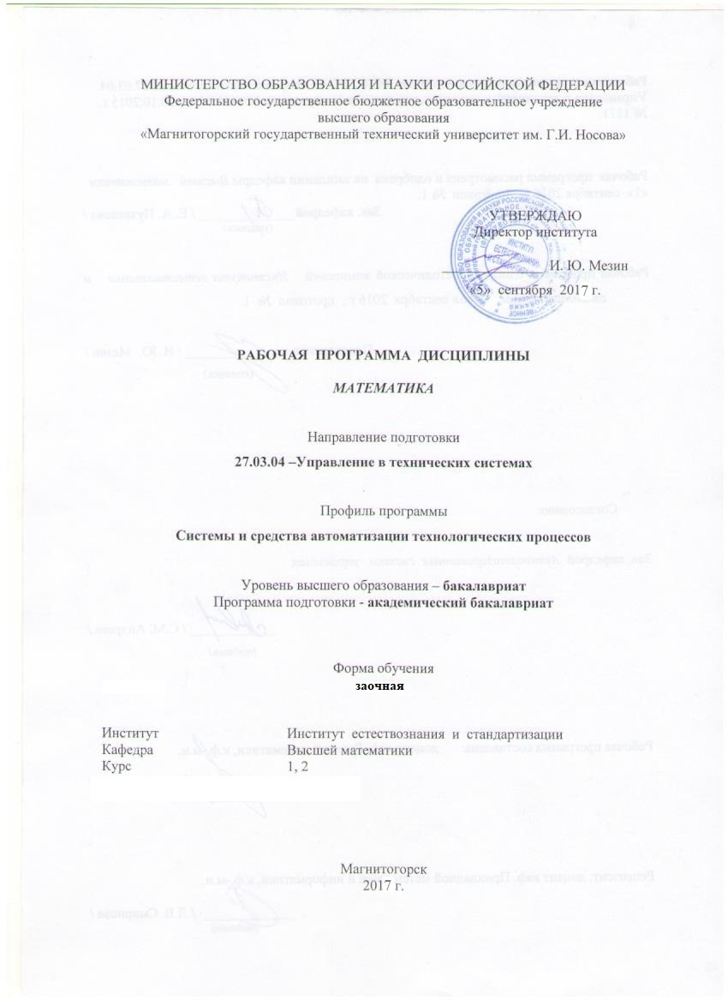 МИНИСТЕРСТВО ОБРАЗОВАНИЯ И НАУКИ РОССИЙСКОЙ ФЕДЕРАЦИИ
Федеральное государственное бюджетное образовательное учреждение
высшего образования
«Магнитогорский государственный технический университет им. Г.И. Носова»
УТВЕРЖДАЮ
Директор института
И. Ю. Мезин
«5» сентября 2017 г.
ИНСТИТУТ
ЕСТЕСТВОЗНАНИЯ
И СТАНДАРТИЗАЦИИ
РАБОЧАЯ ПРОГРАММА ДИСЦИПЛИНЫ
МАТЕМАТИКА
Направление подготовки
27.03.04 –Управление в технических системах
Профиль программы
Системы и средства автоматизации технологических процессов
Уровень высшего образования – бакалавриат
Программа подготовки - академический бакалавриат
Форма обучения
заочная
Институт Институт естествознания и стандартизации
Кафедра Высшей математики
Курс 1, 2
Магнитогорск
2017 г.